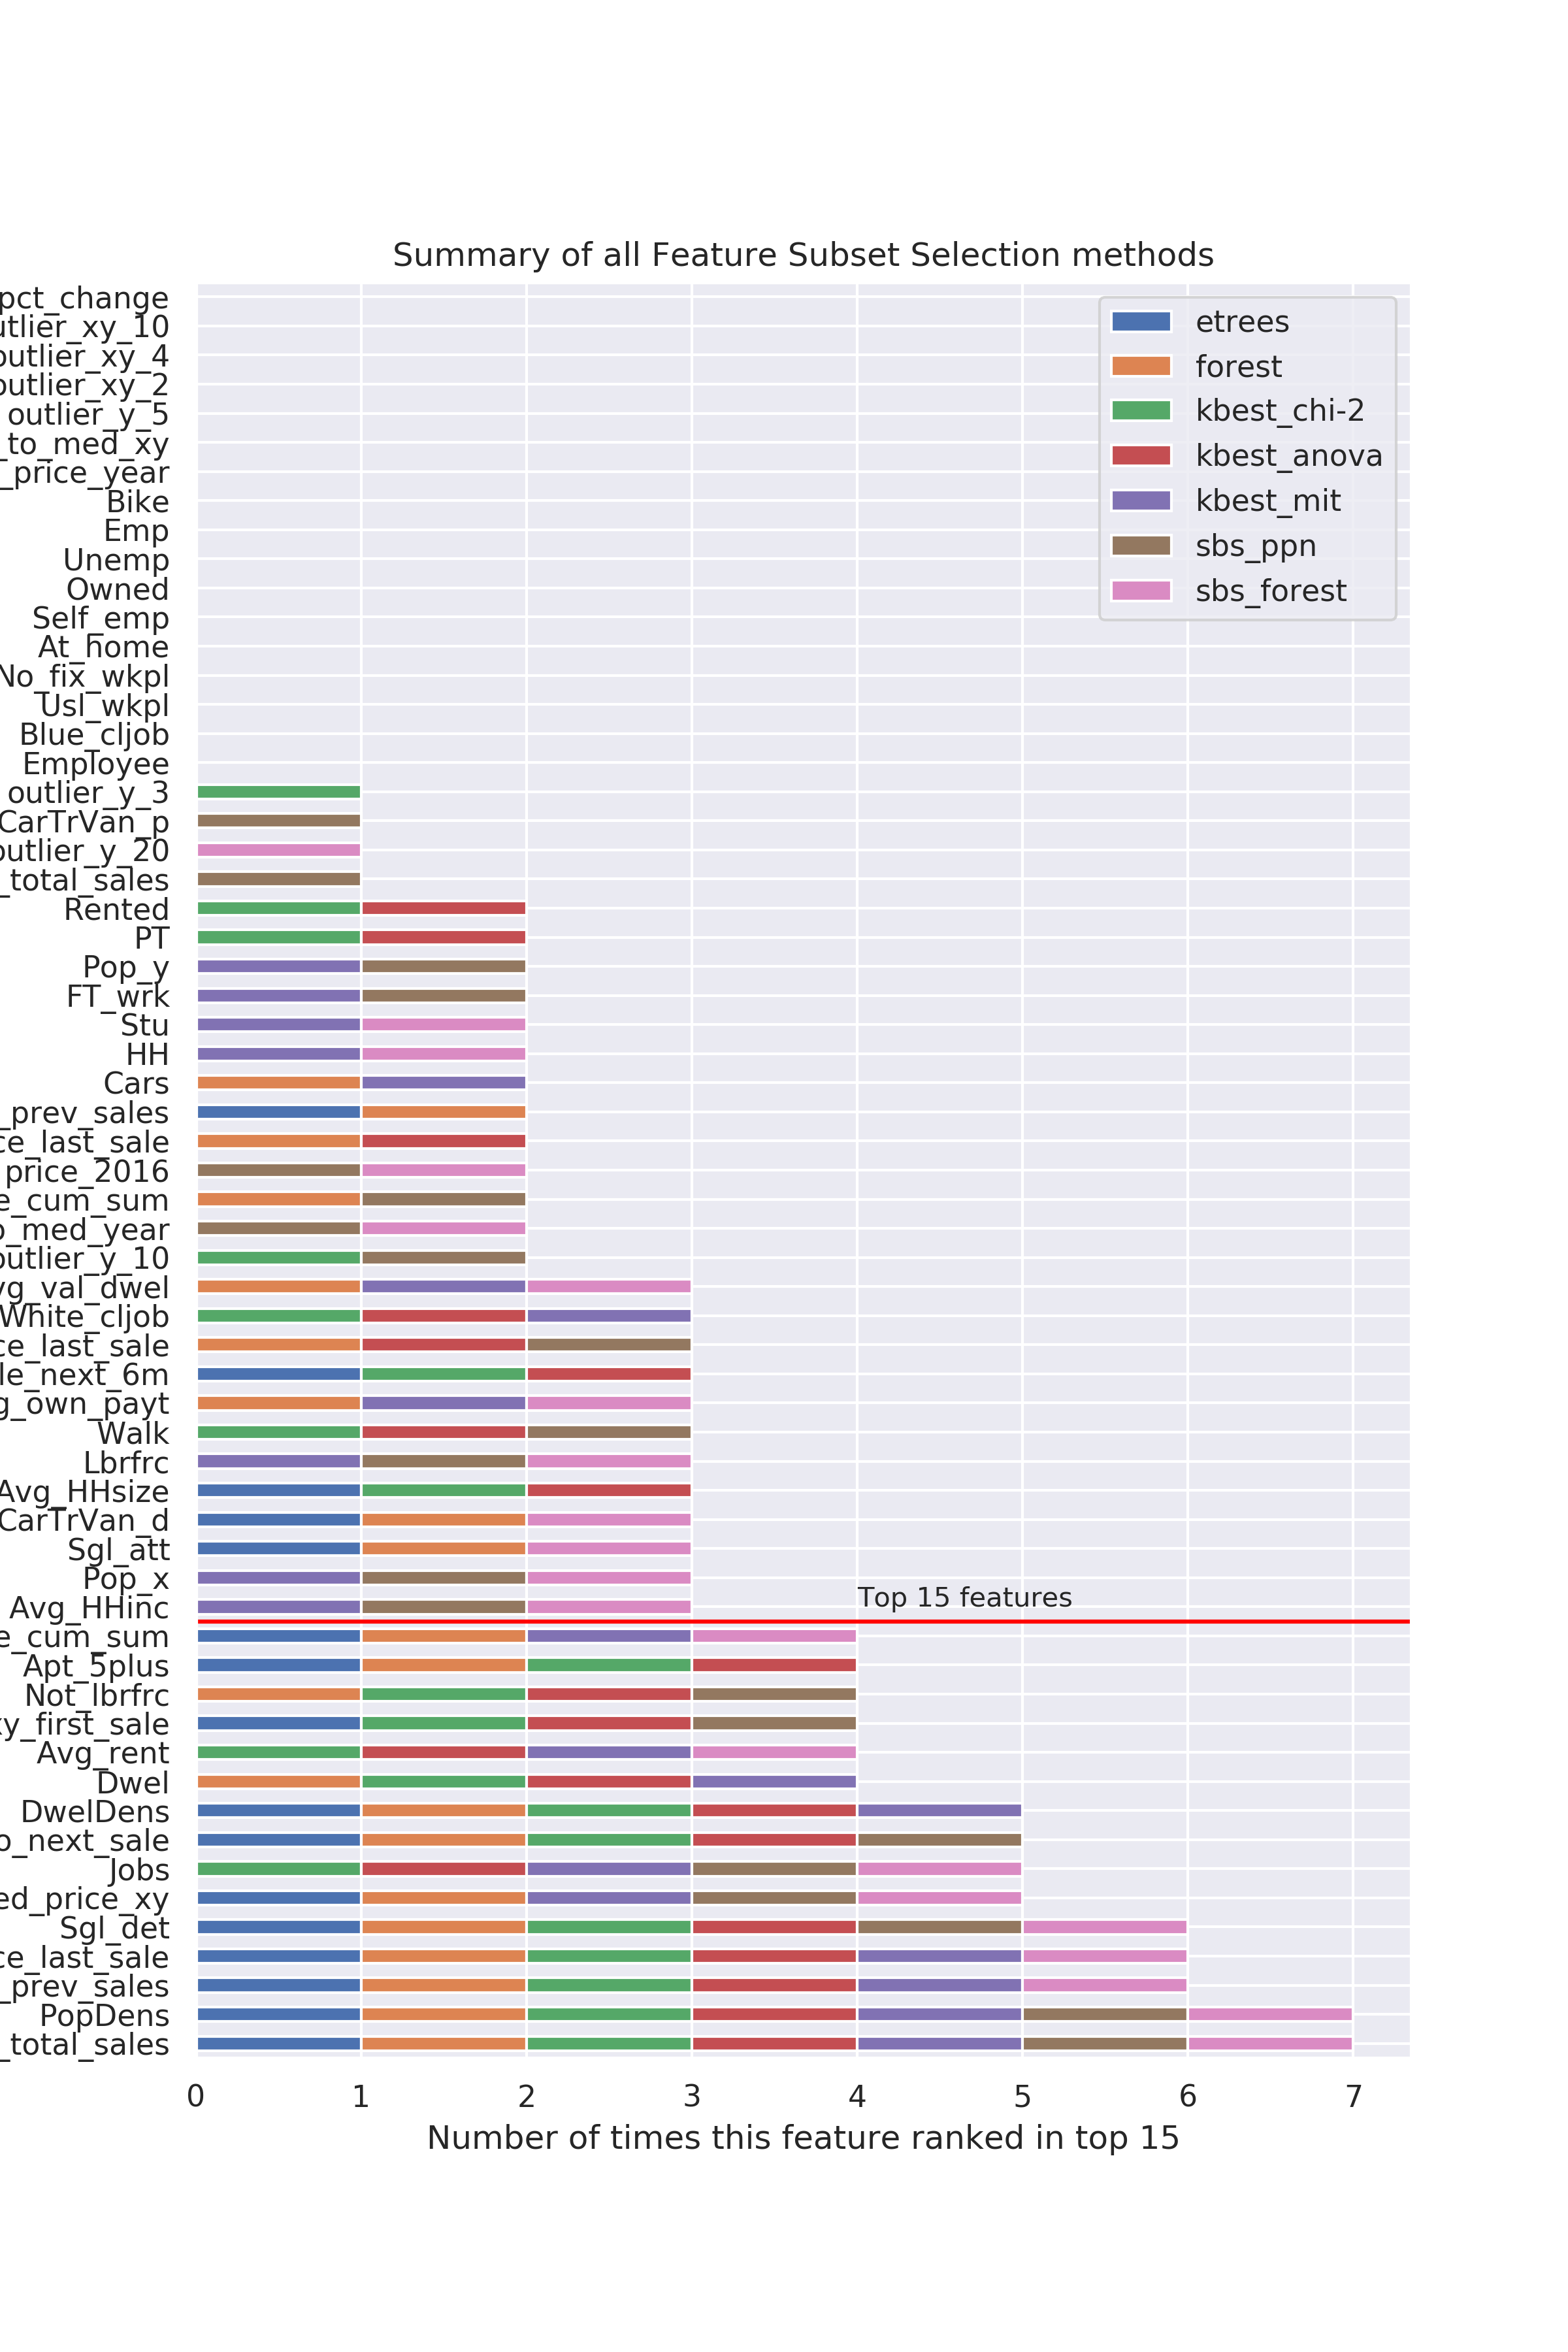 Summary of all Feature Subset Selection methods
pct_change
utlier_xy_10
outlier_xy_4
outlier_xy_2
outlier_y_5
_to_med_xy
_price_year
Bike
Emp
Unemp
Owned
Self_emp
At_home
No_fix_wkpl
Usl_wkpl
Blue_cljob
Employee
outlier_y_3
CarTrVan_p
outlier_y_20
_total_sales
Rented
PT
Pop_y
FT_wrk
Stu
HH
Cars
_prev_sales
ce_last_sale
price_2016
e_cum_sum
o_med_year
outlier_y_10
vg_val_dwel
White_cljob
ce_last_sale
le_next_6m
g_own_payt
Walk
Lbrfrc
Avg_HHsize
CarTrVan_d
Sgl_att
Pop_x
Avg_HHinc
e_cum_sum
Apt_5plus
Not_lbrfrc
xy_first_sale
Avg_rent
Dwel
DwelDens
o_next_sale
Jobs
ed_price_xy
Sgl_det
ce_last_sale
_prev_sales
PopDens
_total_sales
etrees
forest
kbest_chi-2
kbest_anova
kbest_mit
sbs_ppn
sbs_forest
Top 15 features
0 1 2 3 4 5 6 7
Number of times this feature ranked in top 15